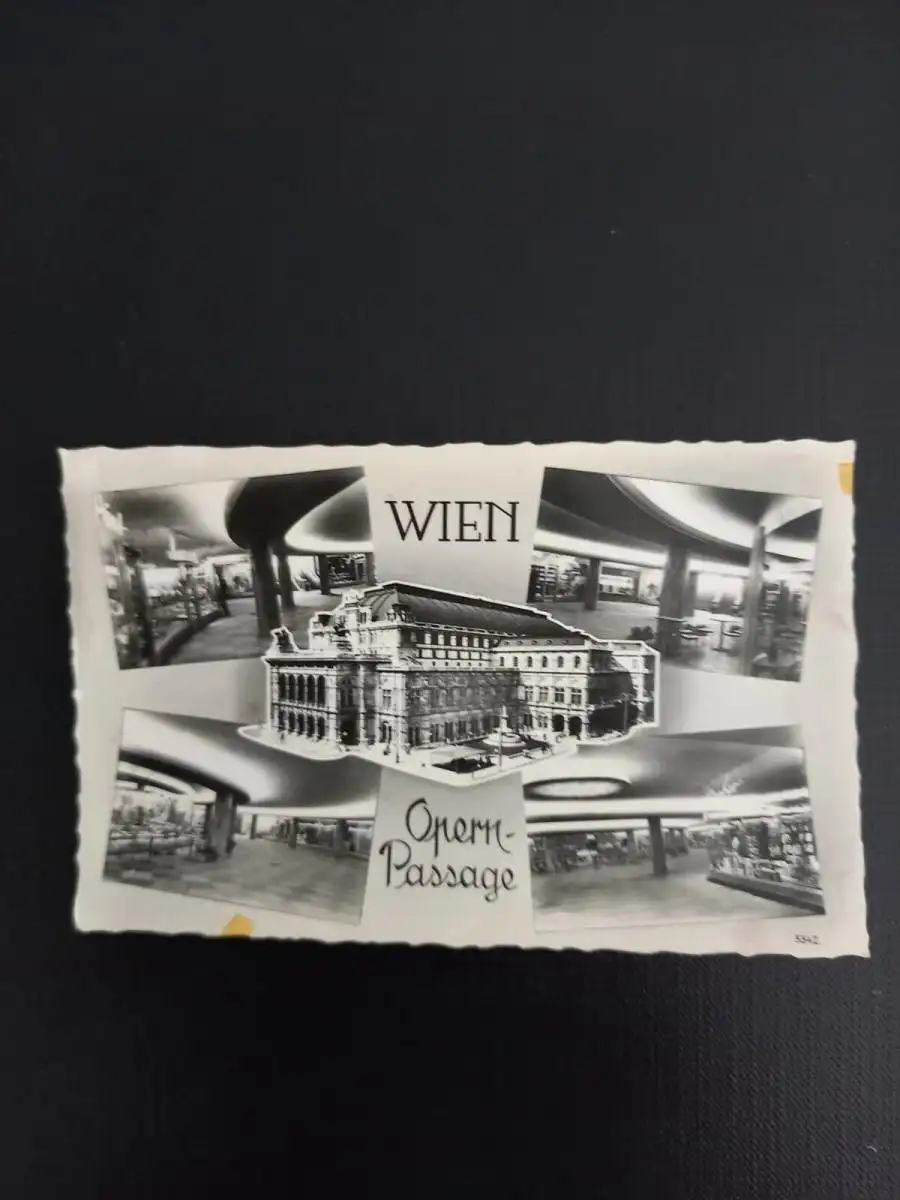 WIEN
Opern-
Passage
5342